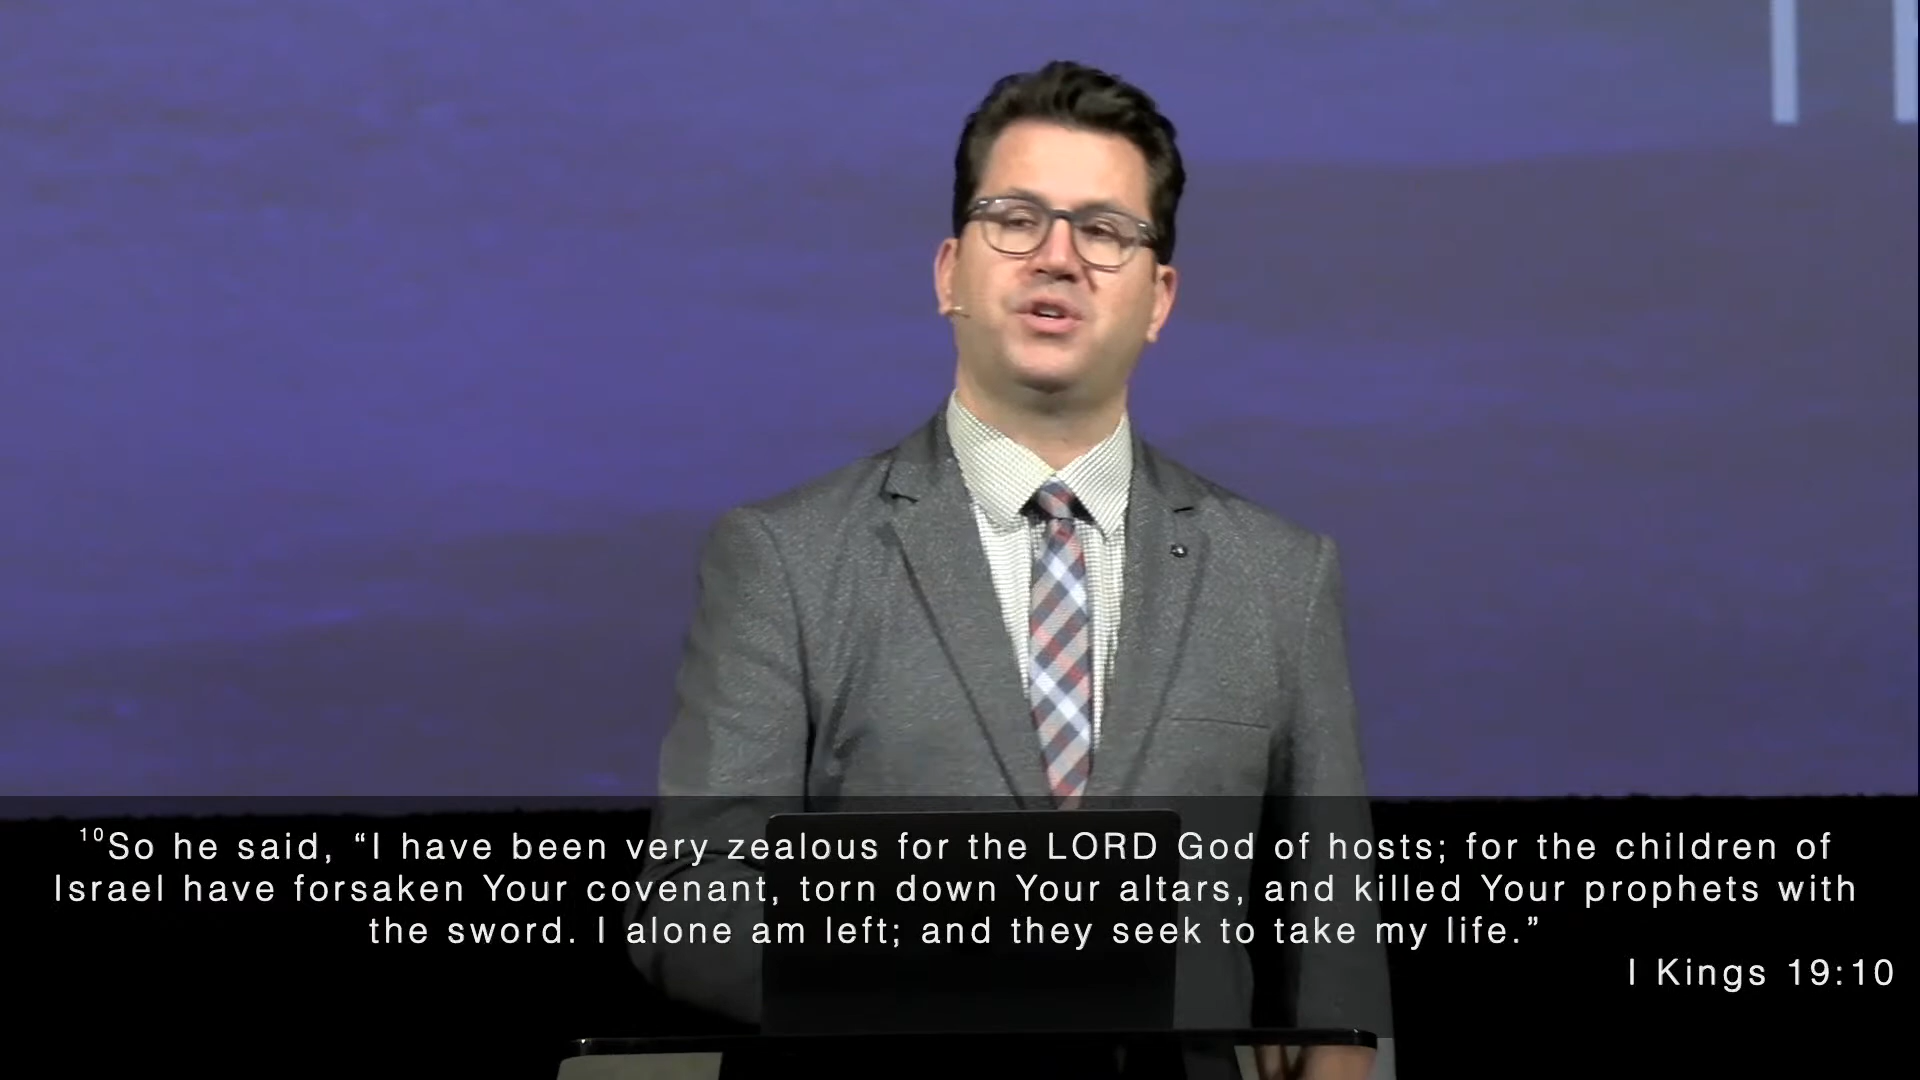 ¹⁰So he said, “I have been very zealous for the LORD God of hosts; for the children of
Israel have forsaken Your covenant, torn down Your altars, and killed Your prophets with
the sword. I alone am left; and they seek to take my life.”
I Kings 19:10